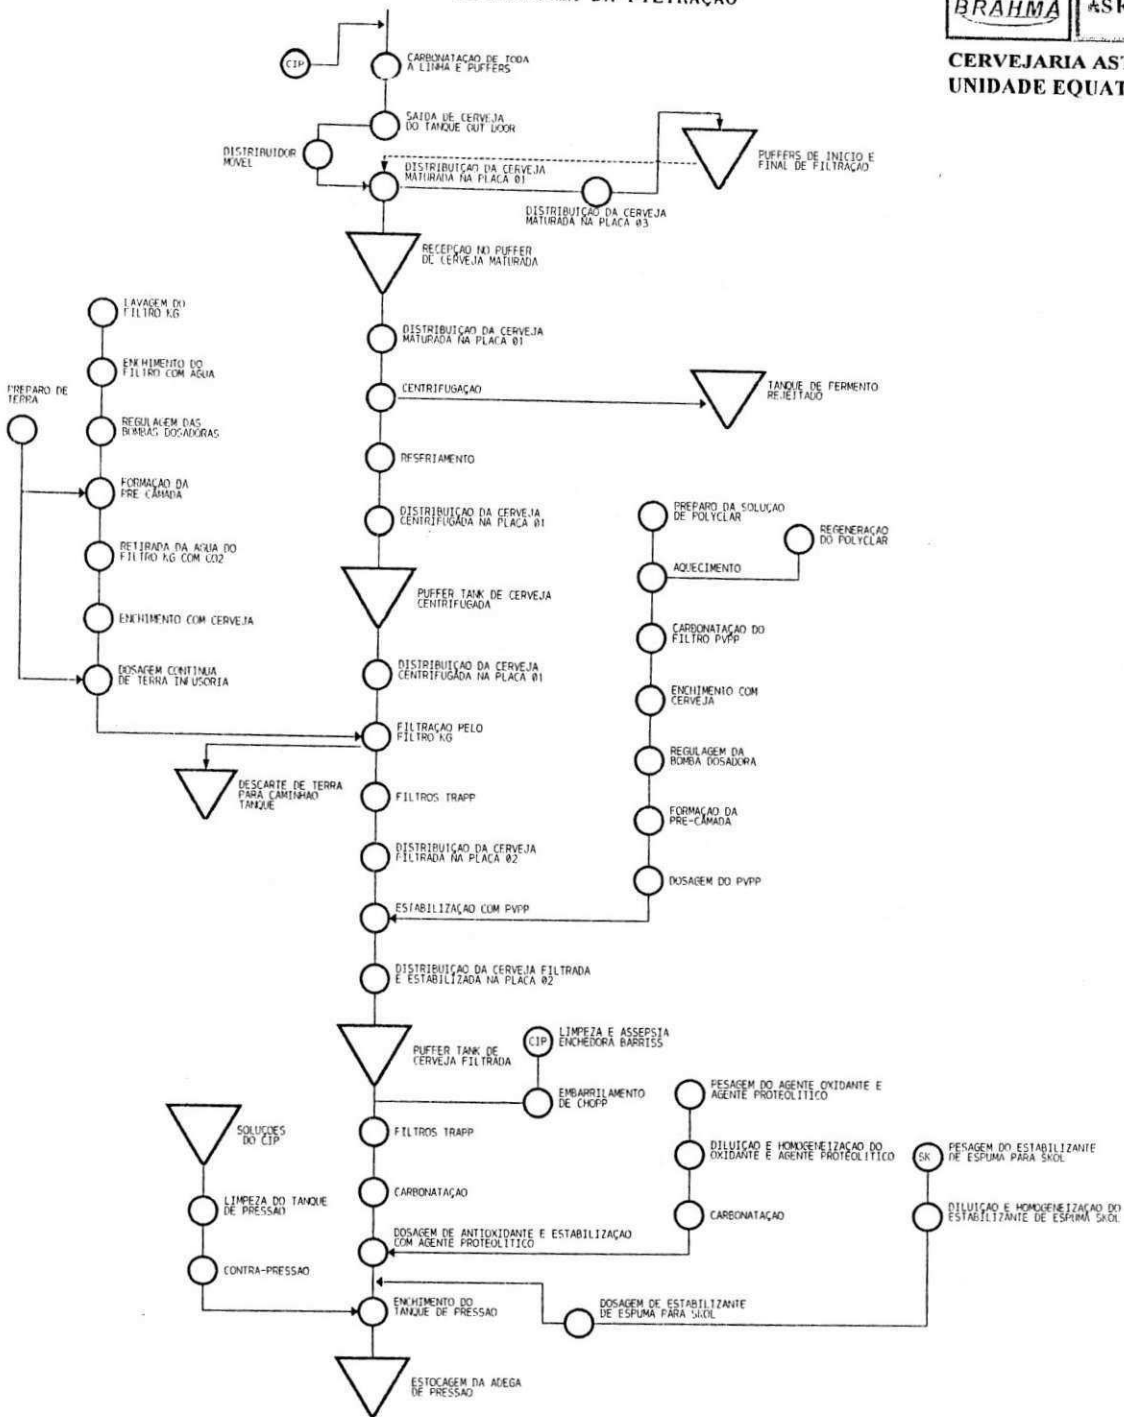 DA FILTRAÇÃO
BRAHMA
CERVEJARIA AST
UNIDADE EQUAT
CIP
CARBONATAÇÃO DE TODA
A LINHA E PUFFERS
SAIDA DE CERVEJA
DO TANQUE OUT DOOR
DISTRIBUIDOR
MOVEL
DISTRIBUIÇÃO DA CERVEJA
MATURADA NA PLACA 01
PUFFERS DE INICIO E
FINAL DE FILTRAÇÃO
DISTRIBUIÇÃO DA CERVEJA
MATURADA NA PLACA 03
RECEPÇÃO NO PUFFER
DE CERVEJA MATURADA
LAVAGEM DO
FILTRO KG
DISTRIBUIÇÃO DA CERVEJA
MATURADA NA PLACA 01
ENCHIMENTO DO
FILTRO COM AGUA
PREPARO DE
TERRA
CENTRIFUGAÇÃO
TANQUE DE FERMENTO
REJEITADO
REGULAGEM DAS
BOMBAS DOSADORAS
RESFRIAMENTO
FORMAÇÃO DA
PRE CAMADA
DISTRIBUIÇÃO DA CERVEJA
CENTRIFUGADA NA PLACA 01
PREPARO DA SOLUÇÃO
DE POLYCLAR
REGENERAÇÃO
DO POLYCLAR
RETIRADA DA AGUA DO
FILTRO KG COM CO2
AQUECIMENTO
PUFFER TANK DE CERVEJA
CENTRIFUGADA
ENCHIMENTO COM CERVEJA
CARBONATAÇÃO DO
FILTRO PVPP
DOSAGEM CONTINUA
DE TERRA INFUSORIA
DISTRIBUIÇÃO DA CERVEJA
CENTRIFUGADA NA PLACA 01
ENCHIMENTO COM
CERVEJA
FILTRAÇÃO PELO
FILTRO KG
REGULAGEM DA
BOMBA DOSADORA
DESCARTE DE TERRA
PARA CAMINHAO
TANQUE
FILTROS TRAPP
FORMAÇÃO DA
PRE-CAMADA
DISTRIBUIÇÃO DA CERVEJA
FILTRADA NA PLACA 02
DOSAGEM DO PVPP
ESTABILIZAÇÃO COM PVPP
DISTRIBUIÇÃO DA CERVEJA FILTRADA
E ESTABILIZADA NA PLACA 02
PUFFER TANK DE
CERVEJA FILTRADA
CIP
LIMPEZA E ASSEPSIA
ENCHEDORA BARRISS
EMBARRILAMENTO
DE CHOPP
PESAGEM DO AGENTE OXIDANTE E
AGENTE PROTEOLITICO
SOLUÇOES
DO CIP
FILTROS TRAPP
DILUIÇÃO E HOMOGENEIZAÇÃO DO
OXIDANTE E AGENTE PROTEOLITICO
SK
PESAGEM DO ESTABILIZANTE
DE ESPUMA PARA SKOL
LIMPEZA DO TANQUE
DE PRESSAO
CARBONATAÇÃO
CARBONATAÇÃO
DILUIÇÃO E HOMOGENEIZAÇÃO DO
ESTABILIZANTE DE ESPUMA SKOL
DOSAGEM DE ANTIOXIDANTE E ESTABILIZAÇÃO
COM AGENTE PROTEOLITICO
CONTRA-PRESSAO
ENCHIMENTO DO
TANQUE DE PRESSAO
DOSAGEM DE ESTABILIZANTE
DE ESPUMA PARA SKOL
ESTOCAGEM DA ADEGA
DE PRESSAO